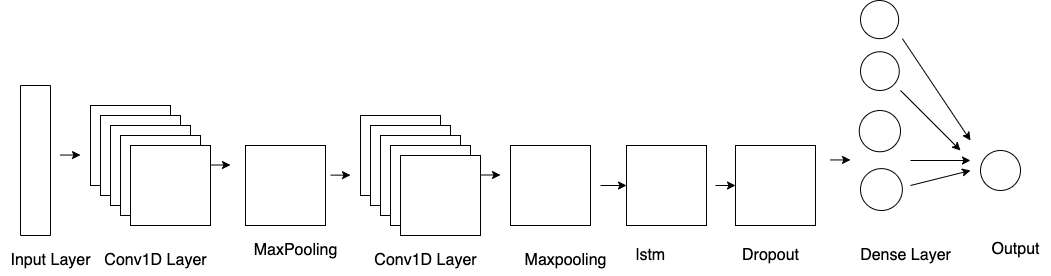 Input Layer
Conv1D Layer
MaxPooling
Conv1D Layer
Maxpooling
lstm
Dropout
Dense Layer
Output